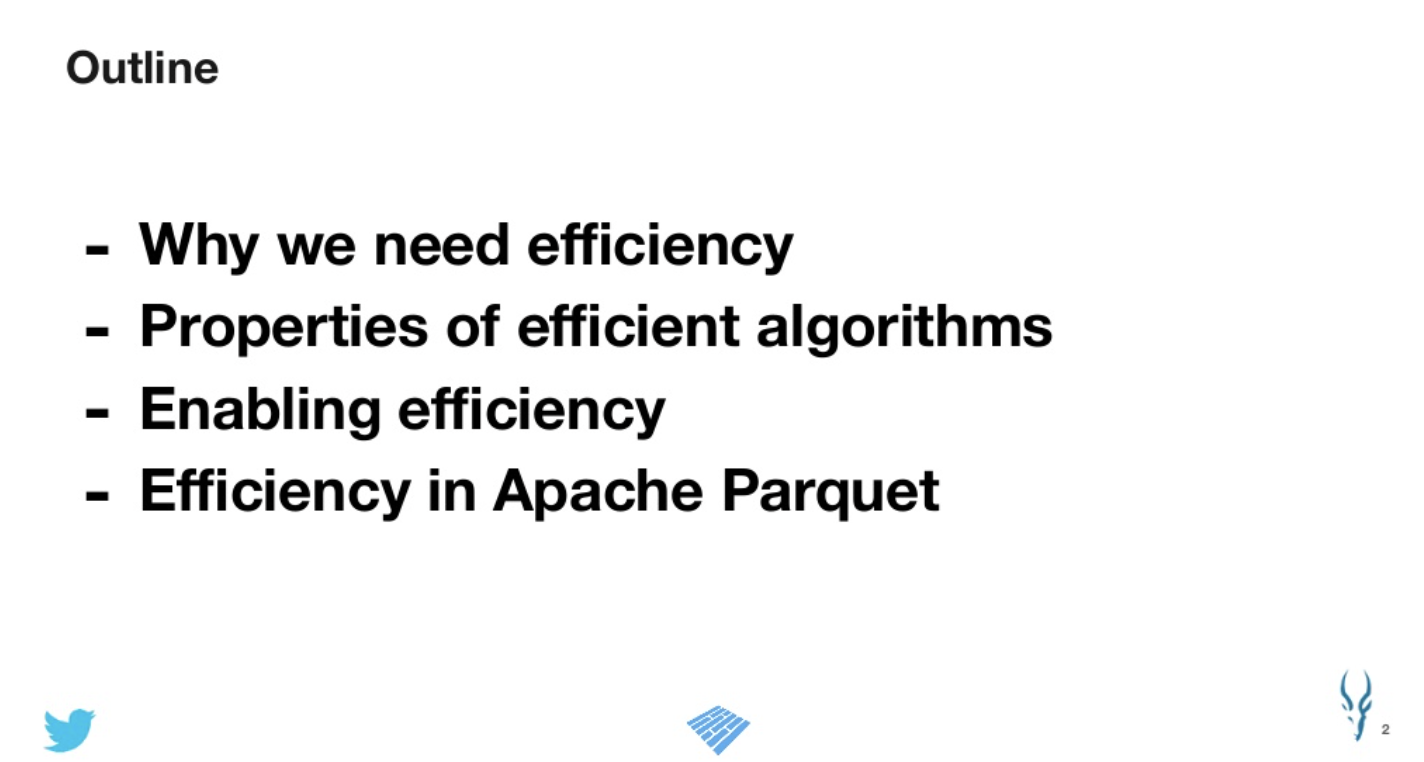 Outline
- Why we need efficiency
- Properties of efficient algorithms
- Enabling efficiency
- Efficiency in Apache Parquet
2